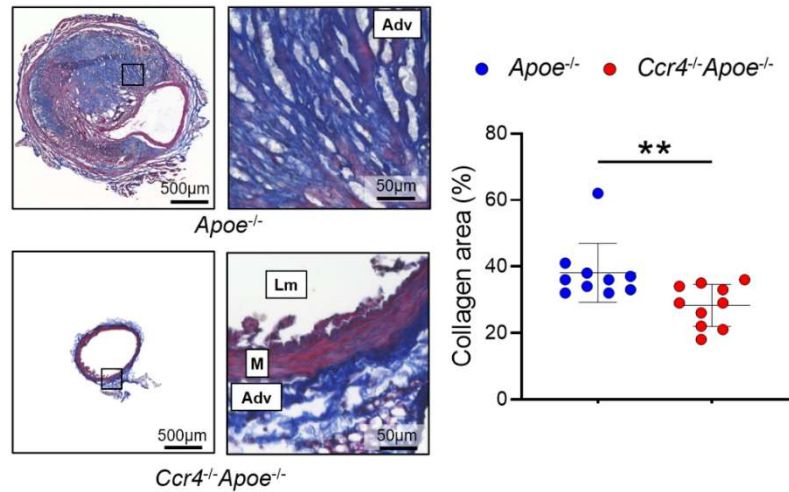 Adv
500µm
50µm
Apoe-/-
Lm
M
Adv
500µm
50µm
Ccr4-/-Apoe-/-
Apoe-/- Ccr4-/-Apoe-/-
**
Collagen area (%)
80
60
40
20
0